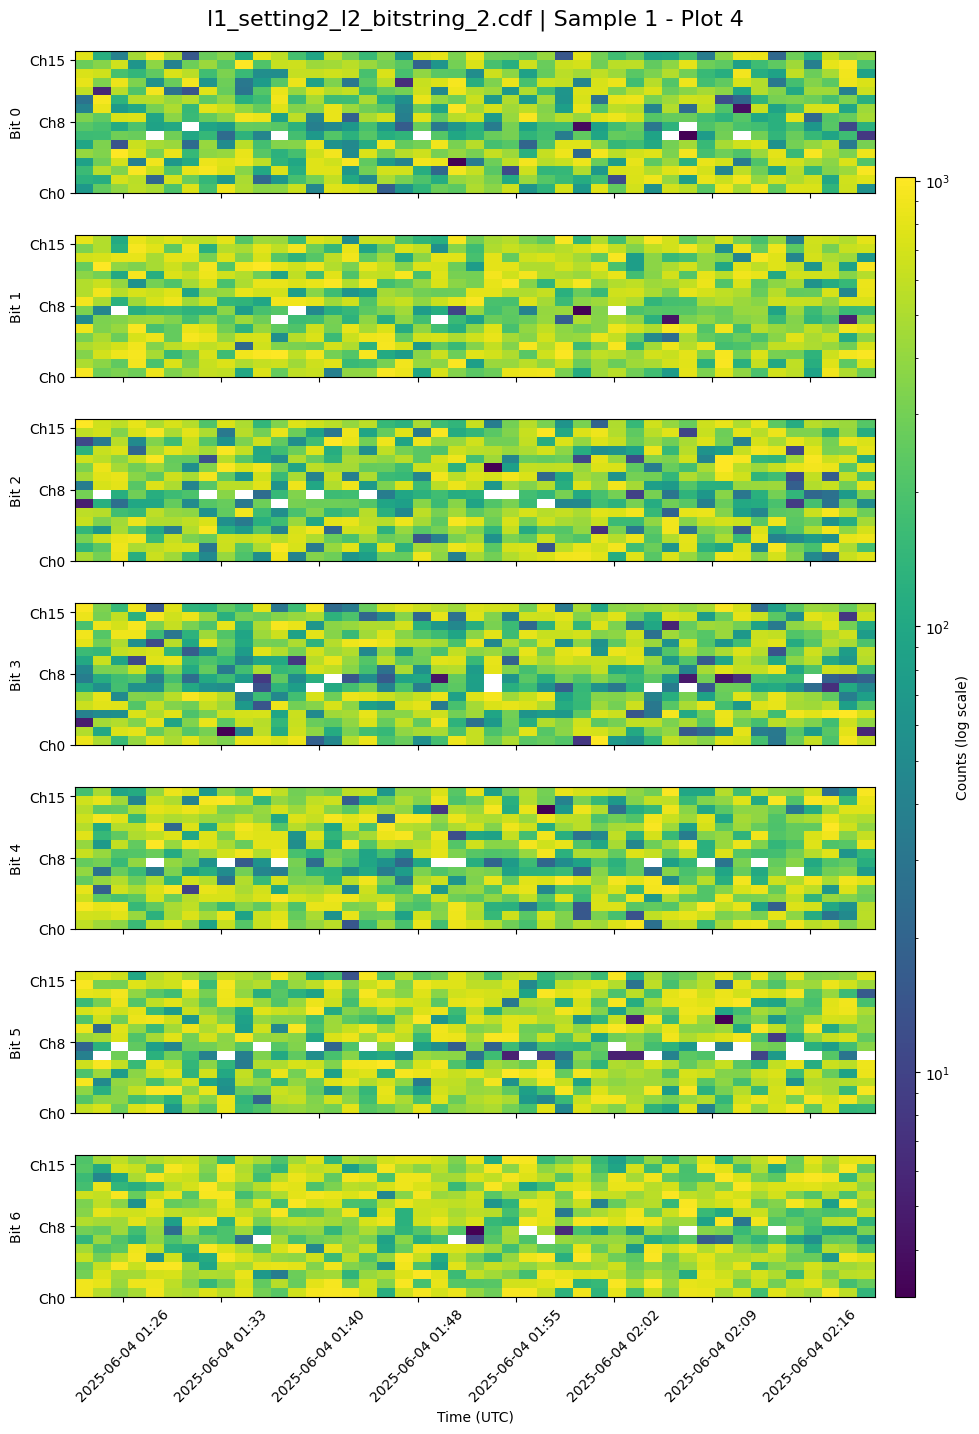 l1_setting2_l2_bitstring_2.cdf | Sample 1 - Plot 4
Ch15
Ch8
Ch0
Bit 0
Ch15
Ch8
Ch0
Bit 1
Ch15
Ch8
Ch0
Bit 2
Ch15
Ch8
Ch0
Bit 3
Ch15
Ch8
Ch0
Bit 4
Ch15
Ch8
Ch0
Bit 5
Ch15
Ch8
Ch0
Bit 6
2025-06-04 01:26
2025-06-04 01:33
2025-06-04 01:40
2025-06-04 01:48
2025-06-04 01:55
2025-06-04 02:02
2025-06-04 02:09
2025-06-04 02:16
Time (UTC)
10³
10²
10¹
Counts (log scale)